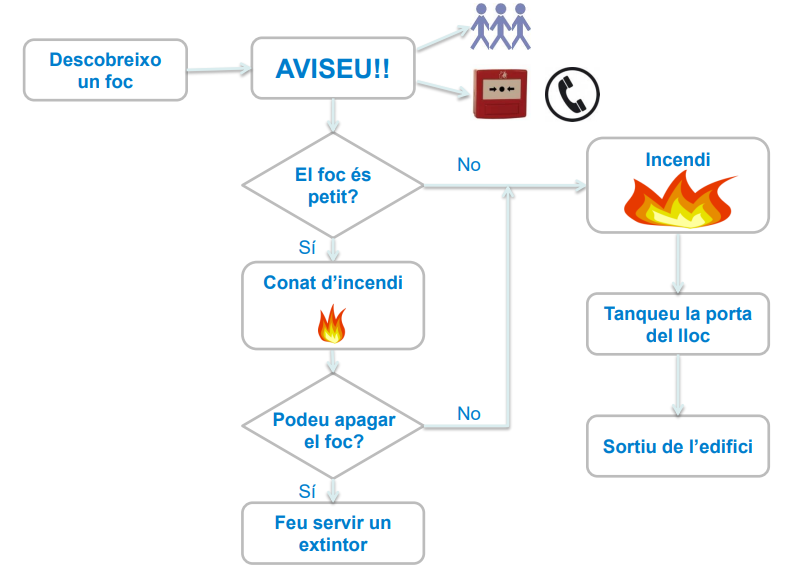 Descobreixo
un foc
AVISEU!!
El foc és
petit?
No
Incendi
Sí
Conat d’incendi
Tanqueu la porta
del lloc
Podeu apagar
el foc?
No
Sortiu de l’edifici
Sí
Feu servir un
extintor